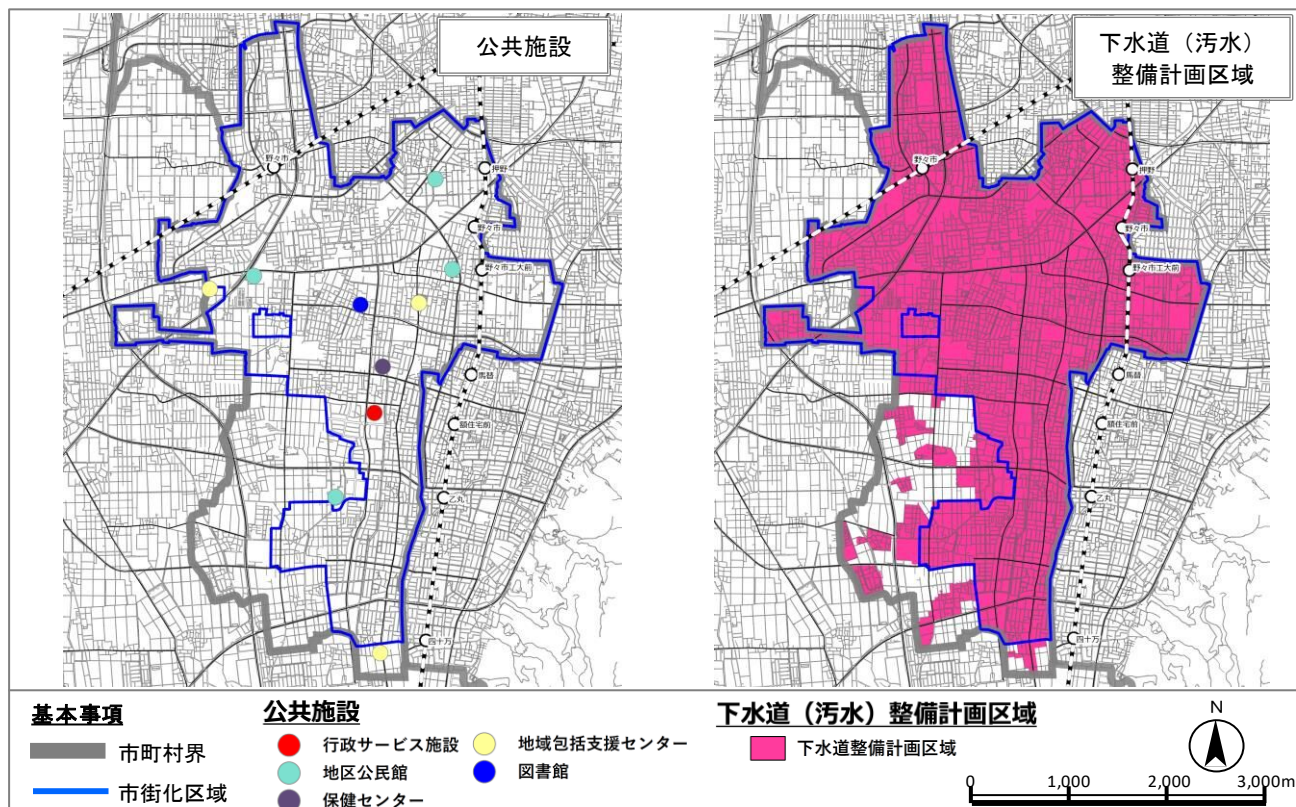 公共施設
野々市
押野
野々市
野々市工大前
馬替
額住宅前
乙丸
四十万
下水道（汚水）
整備計画区域
野々市
押野
野々市
野々市工大前
馬替
額住宅前
乙丸
四十万
基本事項
市町村界
市街化区域
公共施設
行政サービス施設
地区公民館
保健センター
地域包括支援センター
図書館
下水道（汚水）整備計画区域
下水道整備計画区域
N
0 1,000 2,000 3,000m